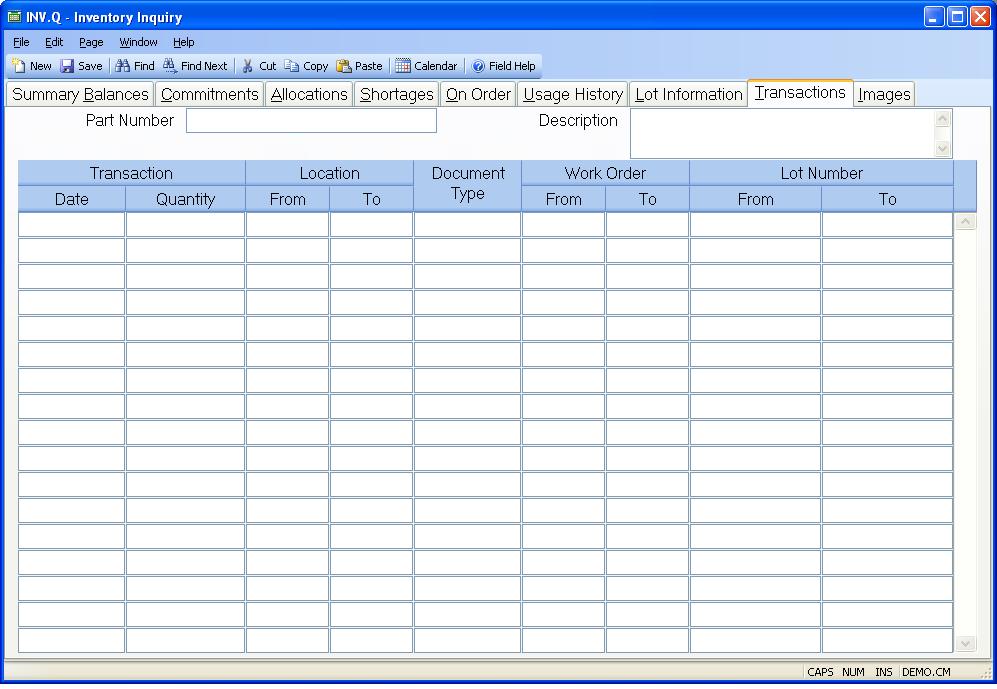 INV.Q - Inventory Inquiry
File Edit Page Window Help
New Save Find Find Next Cut Copy Paste Calendar Field Help
Summary Balances Commitments Allocations Shortages On Order Usage History Lot Information Transactions Images
Part Number Description
Transaction Location Document Type Work Order Lot Number
Date Quantity From To From To From To
CAPS NUM INS DEMO.CM